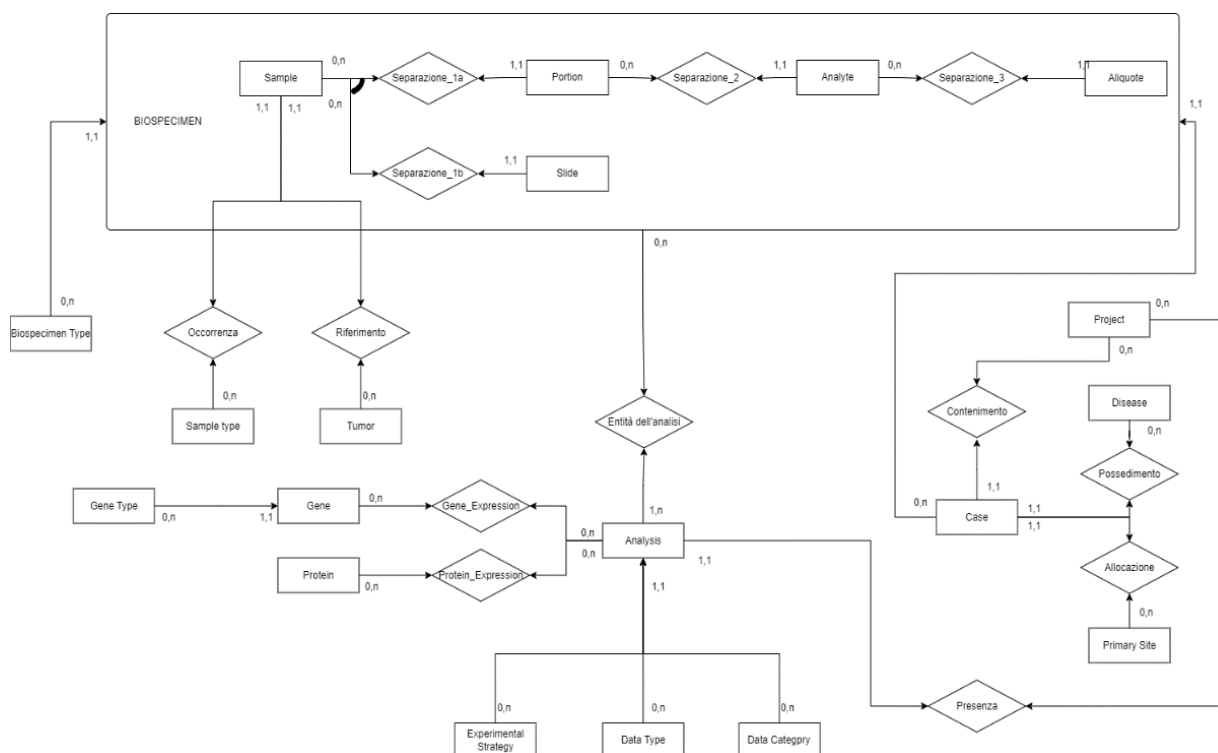 0,n
0,n
1,1
0,n
1,1
0,n
1,1
Sample
Separazione_1a
Portion
Separazione_2
Analyte
Separazione_3
Aliquote
1,1
1,1
0,n
1,1
BIOSPECIMEN
1,1
1,1
Separazione_1b
Slide
0,n
0,n
Biospecimen Type
Occorrenza
Riferimento
Project
0,n
0,n
0,n
0,n
Sample type
Tumor
Entità dell'analisi
Contenimento
Disease
0,n
Possedimento
Gene Type
0,n
1,1
Gene
0,n
Gene_Expression
1,n
0,n
0,n
Analysis
1,1
0,n
1,1
Case
1,1
1,1
Protein
0,n
Protein_Expression
1,1
Allocazione
0,n
Primary Site
0,n
0,n
0,n
Experimental
Strategy
Data Type
Data Categpry
Presenza